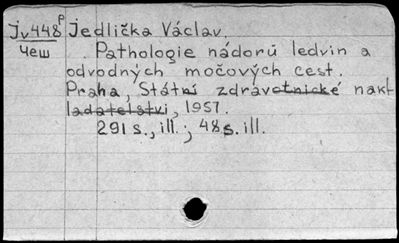 Jv448 P Jedlička Václav.
Чеш
Pathologie nádorů ledvin a
odvodných močových cest.
Praha, Státní zdravotnické nakl
ladatelství, 1957.
291 s., ill.; 48 s. ill.